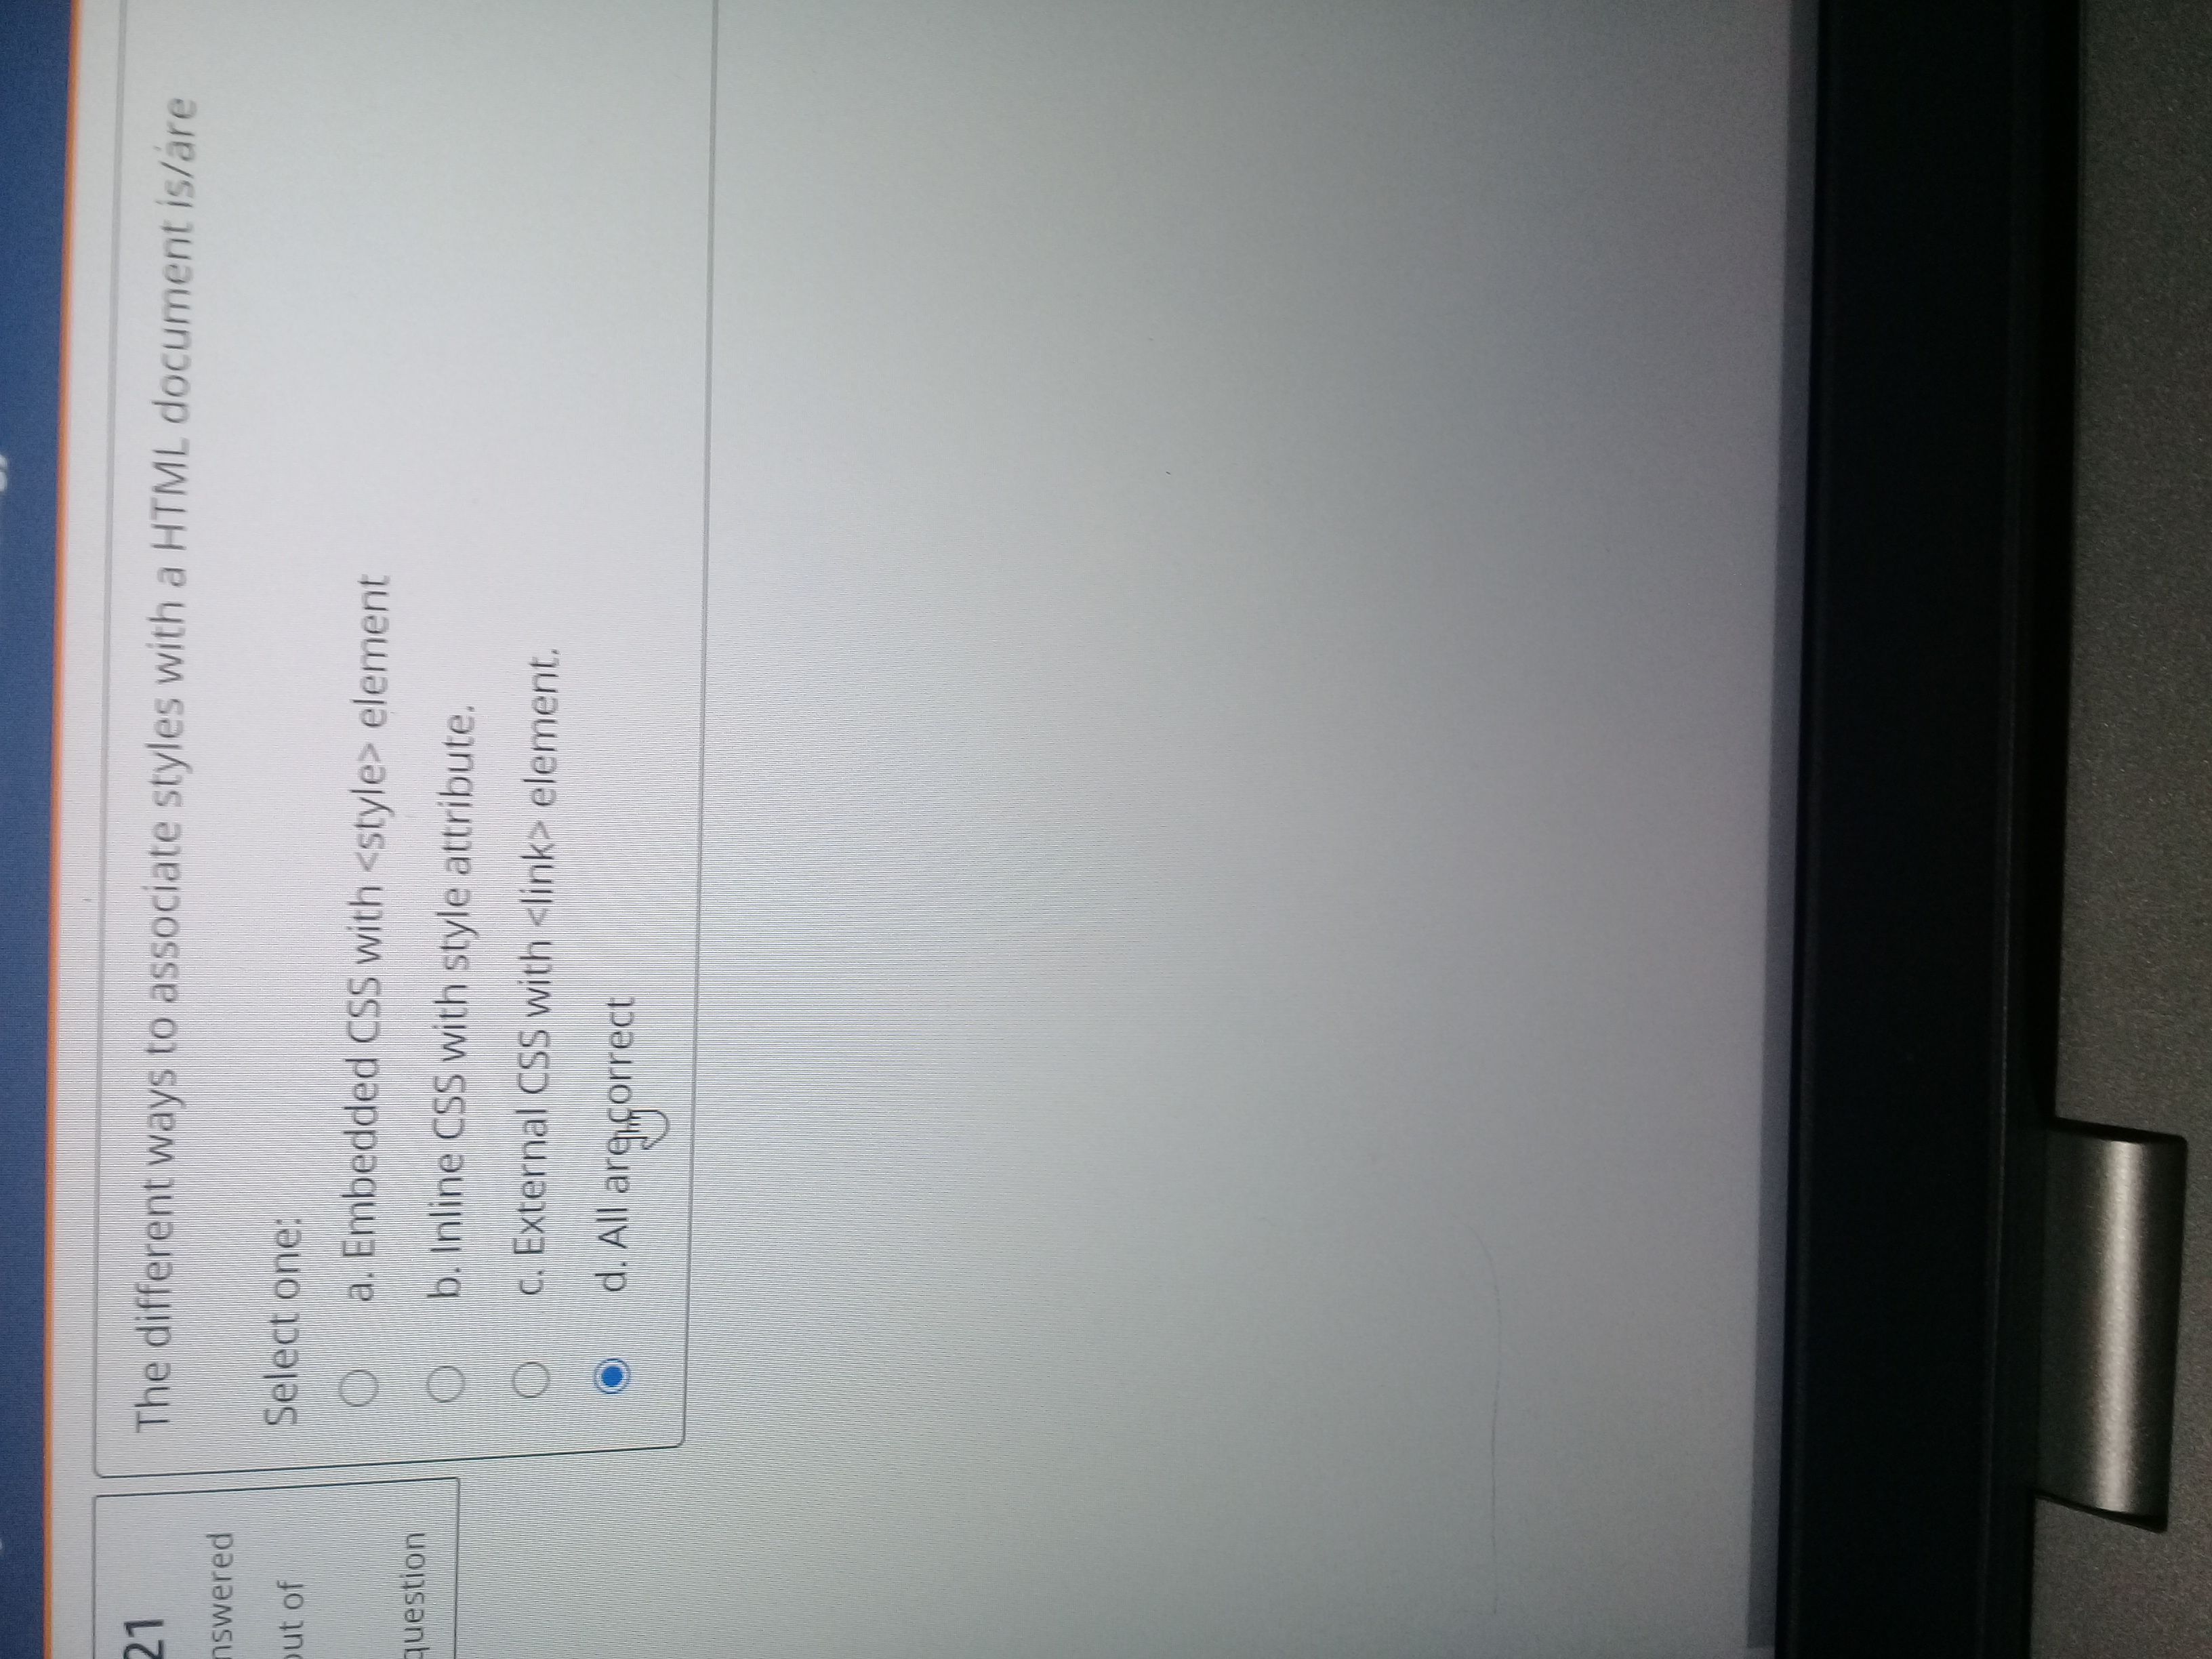 21
nswered
out of
question
The different ways to associate styles with a HTML document is/are
Select one:
a. Embedded CSS with <style> element
b. Inline CSS with style attribute.
c. External CSS with <link> element.
d. All are correct